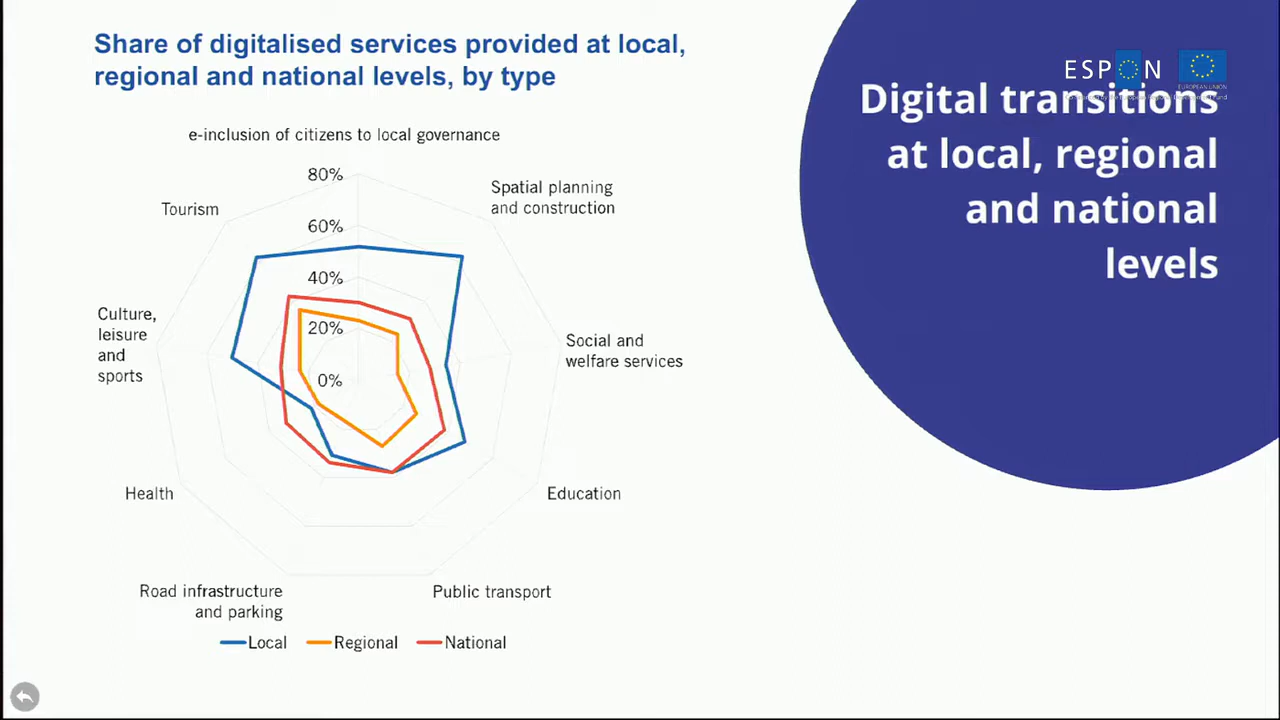 Share of digitalised services provided at local,
regional and national levels, by type
e-inclusion of citizens to local governance
80%
60%
40%
20%
0%
Spatial planning
and construction
Social and
welfare services
Education
Public transport
Road infrastructure
and parking
Health
Culture,
leisure
and
sports
Tourism
Local
Regional
National
ESPON
EUROPEAN UNION
Digital transitions
at local, regional
and national
levels